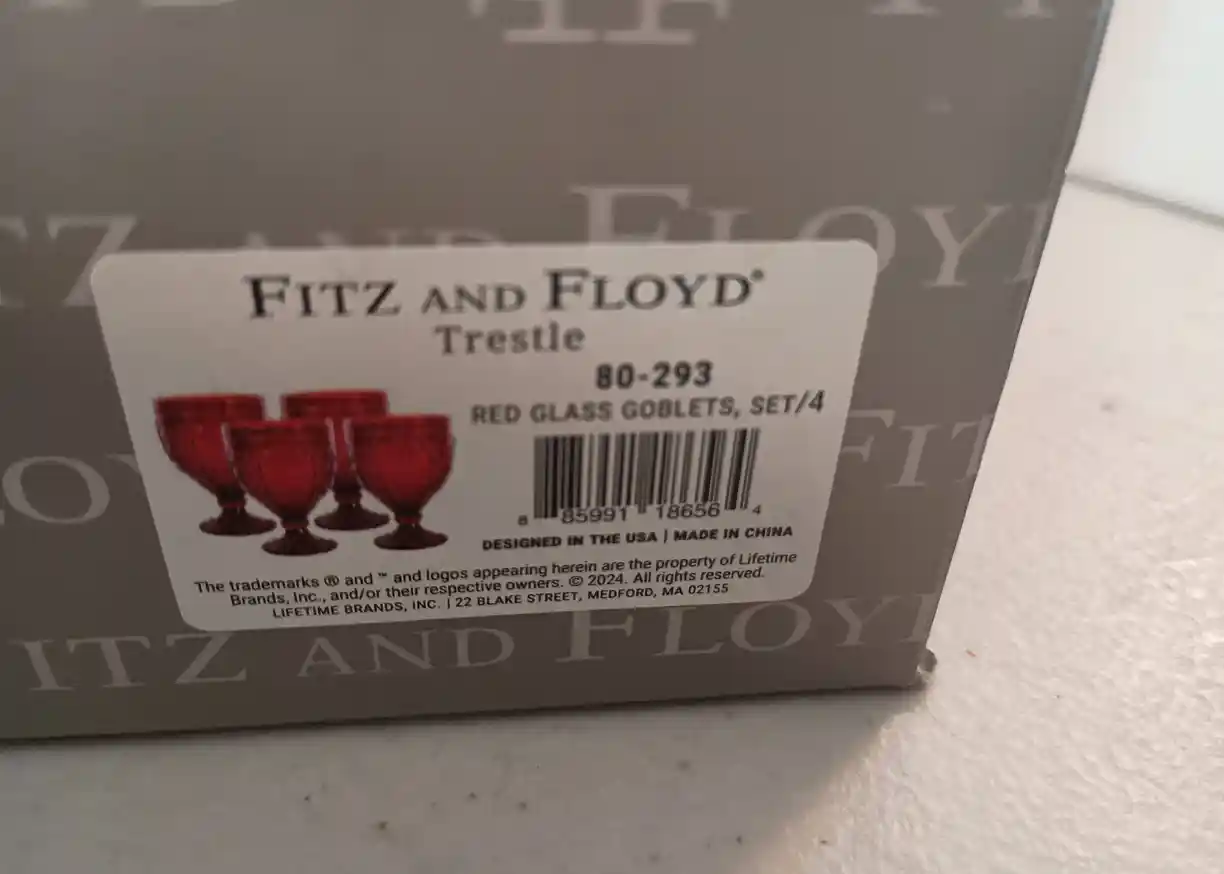 FITZ AND FLOYD
FITZ AND FLOYD®
Trestle
80-293
RED GLASS GOBLETS, SET/4
8 85991 18656 4
DESIGNED IN THE USA | MADE IN CHINA
The trademarks ® and ™ and logos appearing herein are the property of Lifetime
Brands, Inc., and/or their respective owners. © 2024. All rights reserved.
LIFETIME BRANDS, INC. | 22 BLAKE STREET, MEDFORD, MA 02155
FITZ AND FLOYD